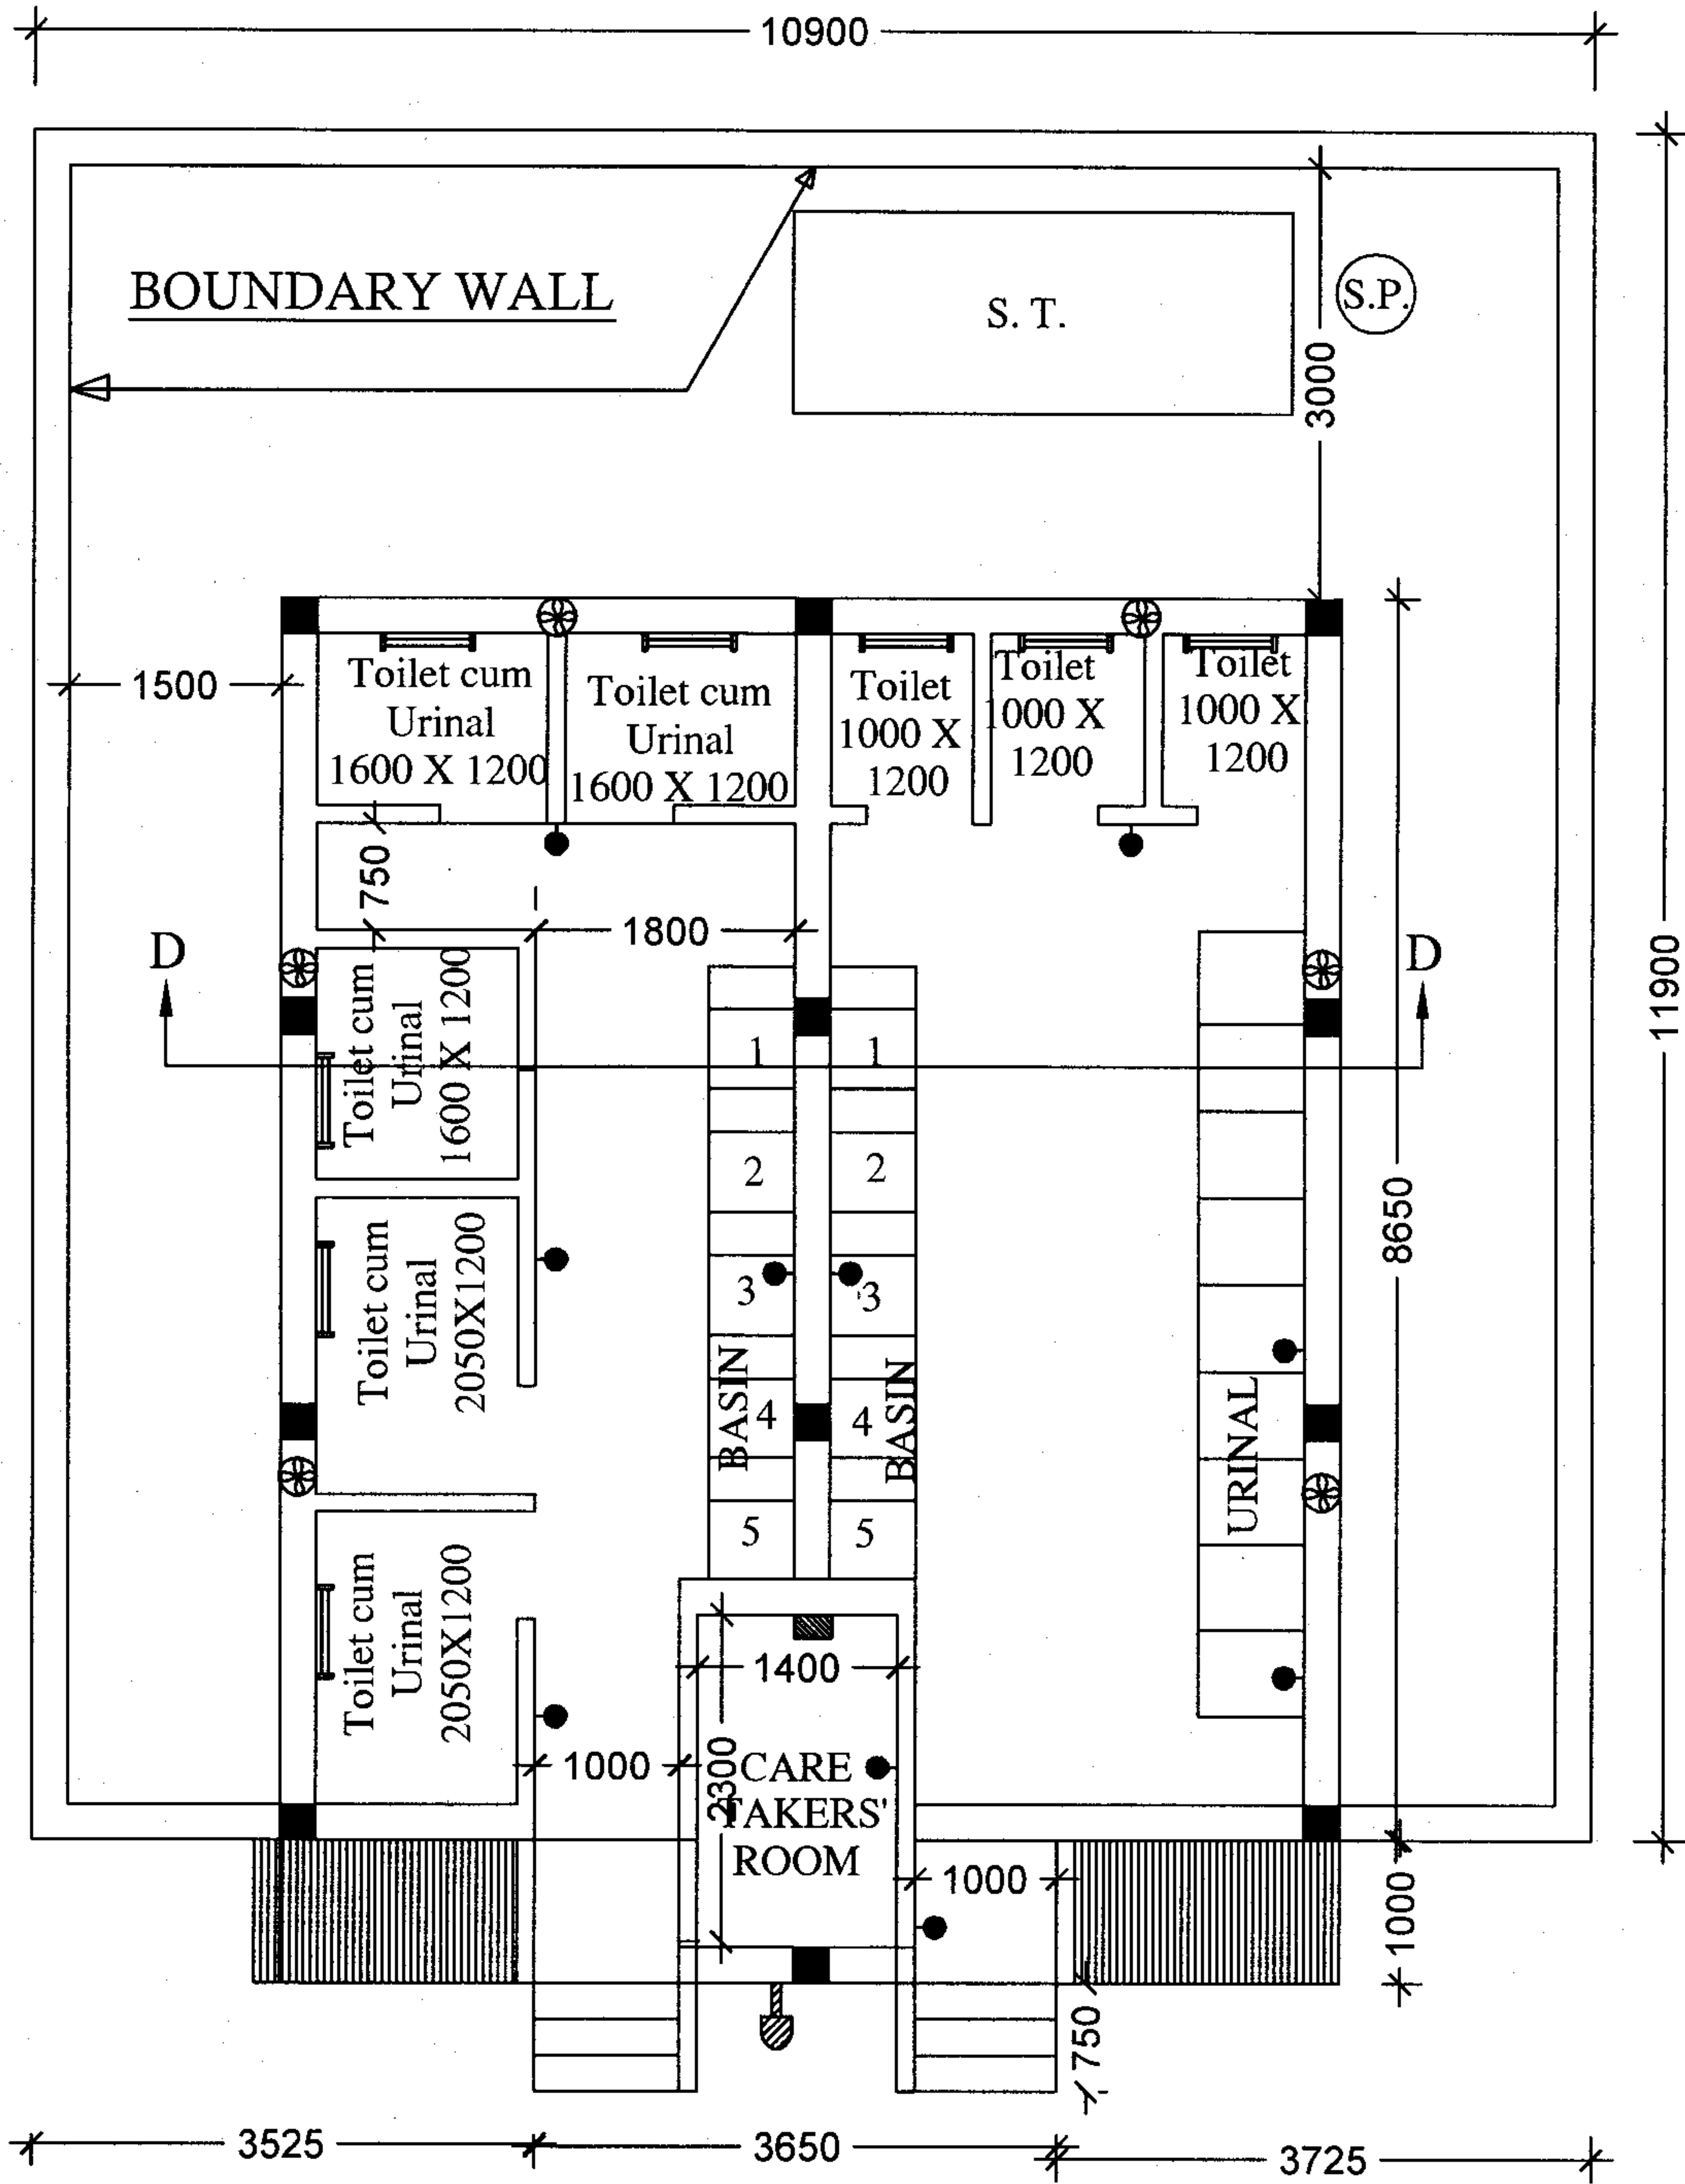 10900
BOUNDARY WALL
S. T.
S.P.
3000
1500
Toilet cum
Urinal
1600 X 1200
Toilet cum
Urinal
1600 X 1200
Toilet
1000 X
1200
Toilet
1000 X
1200
Toilet
1000 X
1200
750
1800
D
D
11900
Toilet cum
Urinal
1600 X 1200
1
1
2
2
3
3
4
4
5
5
BASIN
BASIN
8650
Toilet cum
Urinal
2050X1200
URINAL
Toilet cum
Urinal
2050X1200
1400
1000
2300
CARE
TAKERS'
ROOM
1000
1000
750
3525
3650
3725